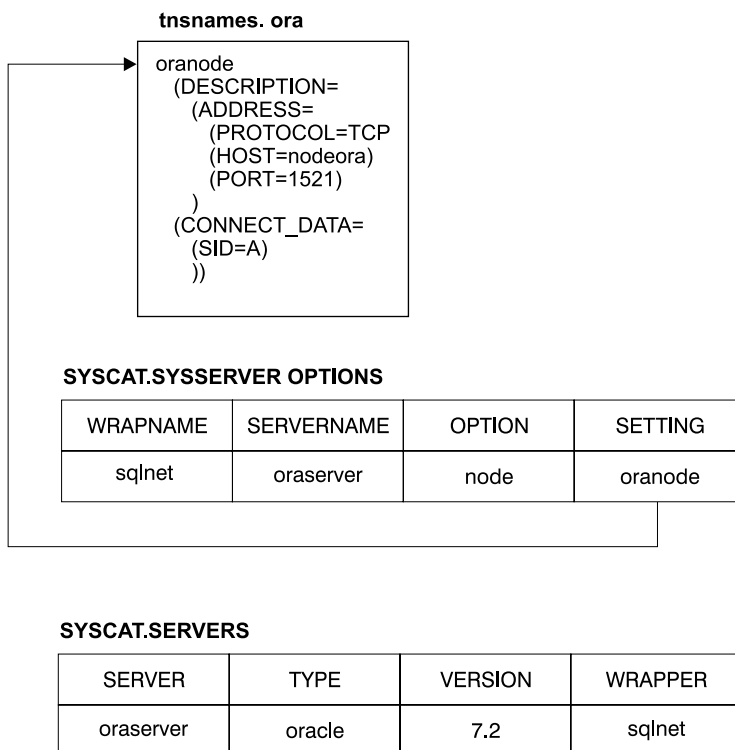 tnsnames. ora
oranode
(DESCRIPTION=
(ADDRESS=
(PROTOCOL=TCP
(HOST=nodeora)
(PORT=1521)
)
(CONNECT_DATA=
(SID=A)
))
SYSCAT.SYSSERVER OPTIONS
WRAPNAME SERVERNAME OPTION SETTING
sqlnet oraserver node oranode
SYSCAT.SERVERS
SERVER TYPE VERSION WRAPPER
oraserver oracle 7.2 sqlnet